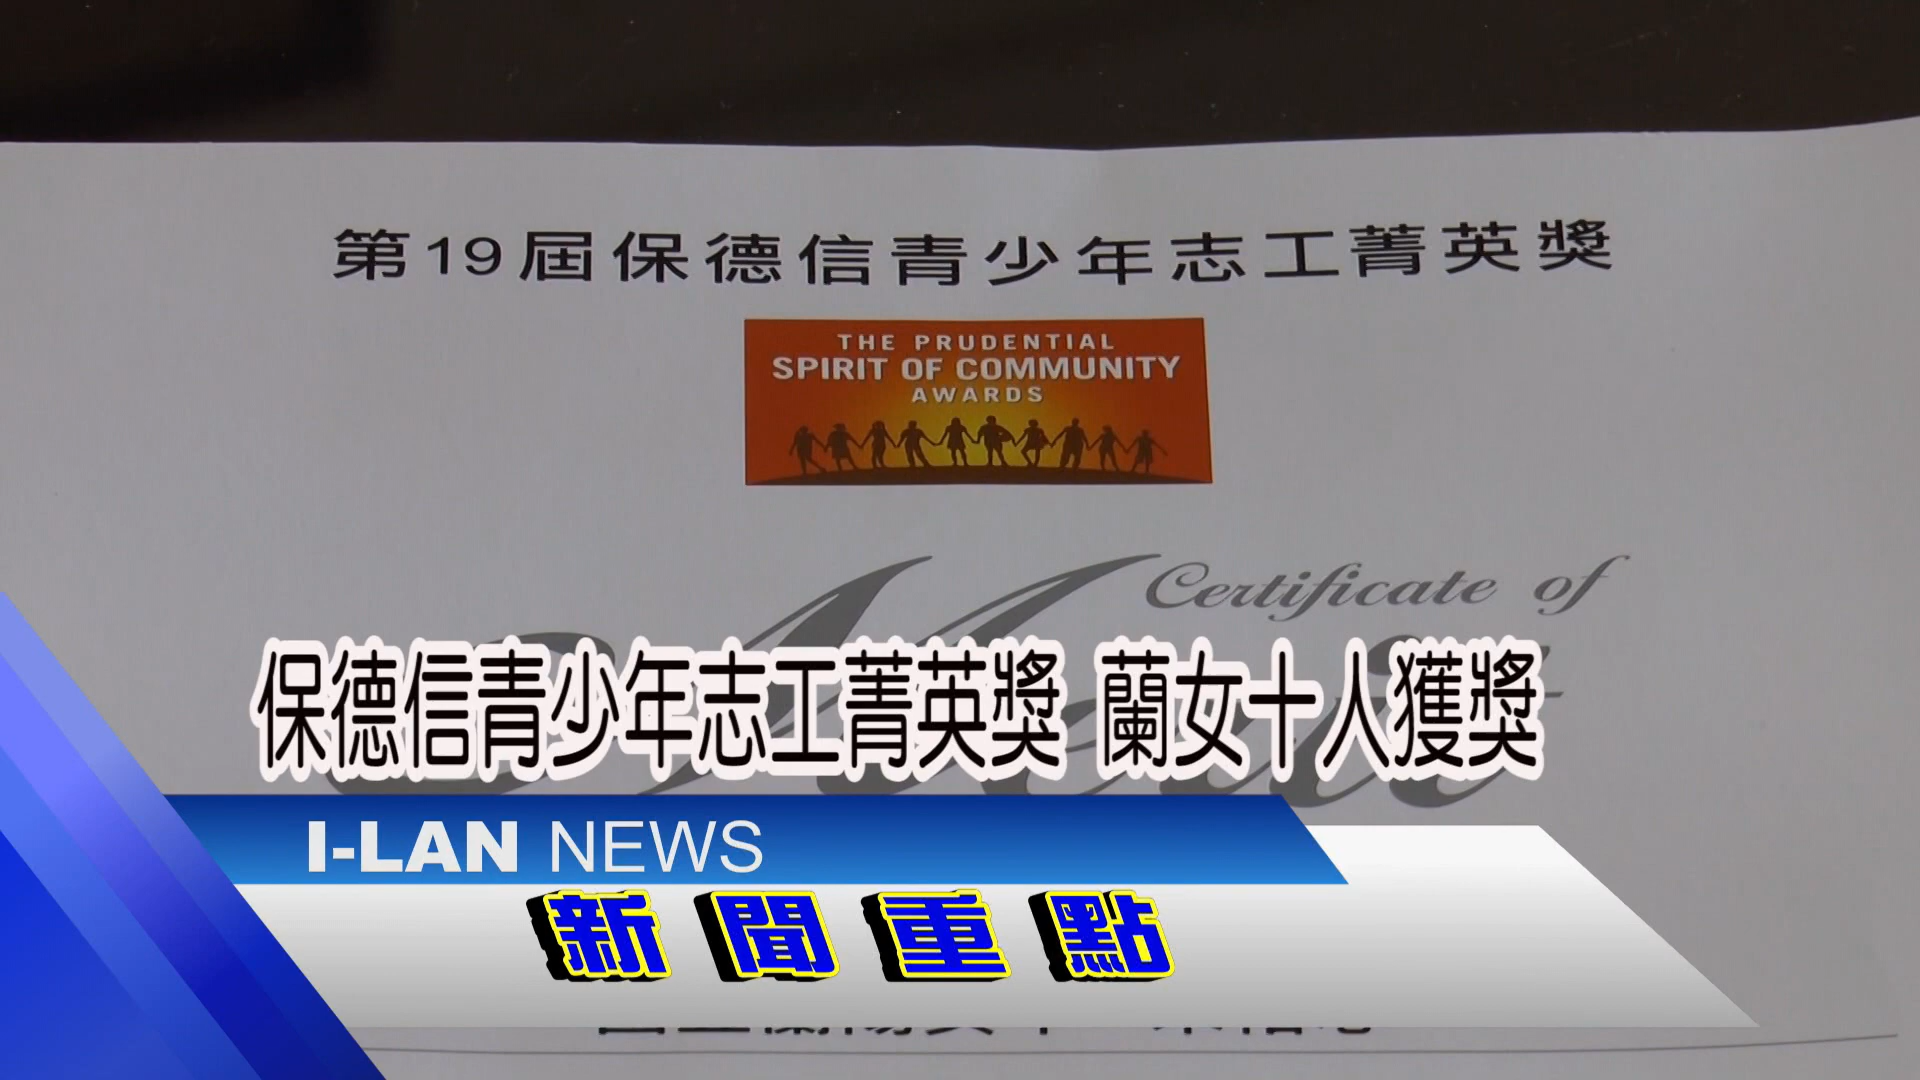 第19屆保德信青少年志工菁英獎
THE PRUDENTIAL
SPIRIT OF COMMUNITY
AWARDS
Certificate of
保德信青少年志工菁英獎 蘭女十人獲獎
I-LAN NEWS
新聞重點